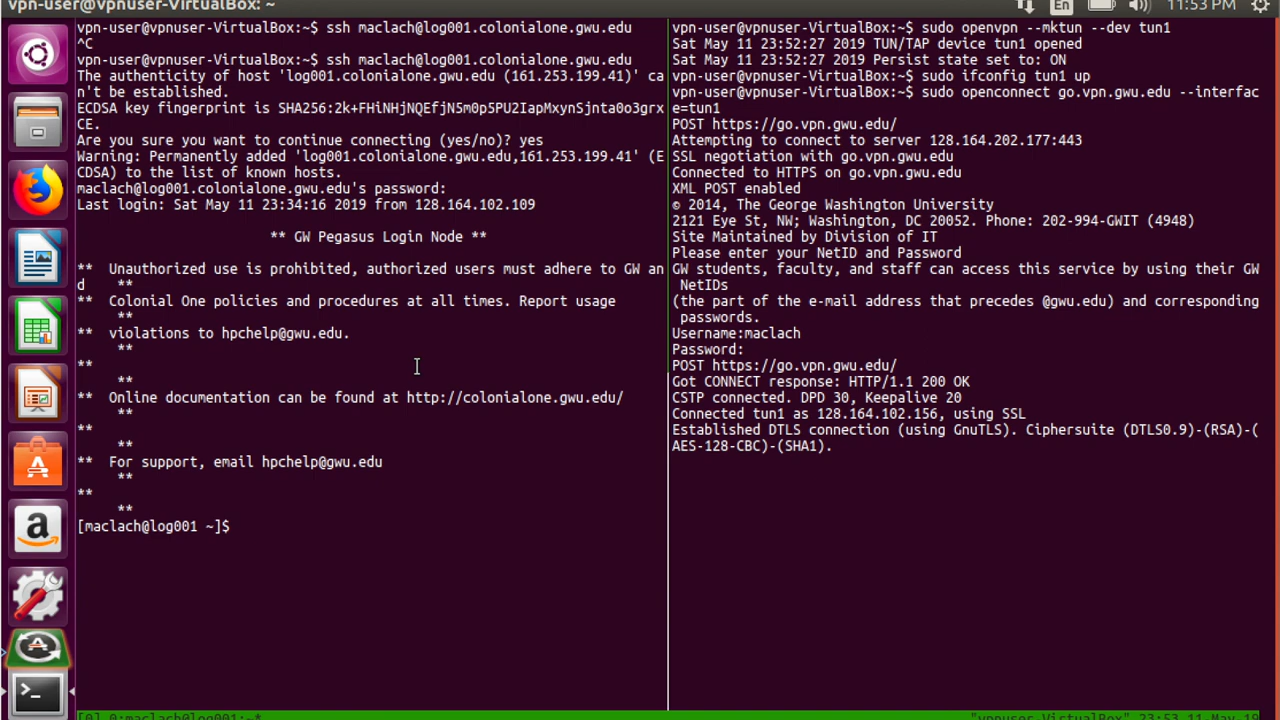 vpn-user@vpnuser-VirtualBox: ~
En
11:53 PM
vpn-user@vpnuser-VirtualBox:~$ ssh maclach@log001.colonialone.gwu.edu
^C
vpn-user@vpnuser-VirtualBox:~$ ssh maclach@log001.colonialone.gwu.edu
The authenticity of host 'log001.colonialone.gwu.edu (161.253.199.41)' ca
n't be established.
ECDSA key fingerprint is SHA256:2k+FHiNHjNQEfjN5m0p5PU2IapMxynSjnta0o3grx
CE.
Are you sure you want to continue connecting (yes/no)? yes
Warning: Permanently added 'log001.colonialone.gwu.edu,161.253.199.41' (E
CDSA) to the list of known hosts.
maclach@log001.colonialone.gwu.edu's password:
Last login: Sat May 11 23:34:16 2019 from 128.164.102.109
** GW Pegasus Login Node **
** Unauthorized use is prohibited, authorized users must adhere to GW an
d **
** Colonial One policies and procedures at all times. Report usage
**
** violations to hpchelp@gwu.edu.
**
**
**
** Online documentation can be found at http://colonialone.gwu.edu/
**
**
**
** For support, email hpchelp@gwu.edu
**
**
**
[maclach@log001 ~]$
vpn-user@vpnuser-VirtualBox:~$ sudo openvpn --mktun --dev tun1
Sat May 11 23:52:27 2019 TUN/TAP device tun1 opened
Sat May 11 23:52:27 2019 Persist state set to: ON
vpn-user@vpnuser-VirtualBox:~$ sudo ifconfig tun1 up
vpn-user@vpnuser-VirtualBox:~$ sudo openconnect go.vpn.gwu.edu --interfac
e=tun1
POST https://go.vpn.gwu.edu/
Attempting to connect to server 128.164.202.177:443
SSL negotiation with go.vpn.gwu.edu
Connected to HTTPS on go.vpn.gwu.edu
XML POST enabled
© 2014, The George Washington University
2121 Eye St, NW; Washington, DC 20052. Phone: 202-994-GWIT (4948)
Site Maintained by Division of IT
Please enter your NetID and Password
GW students, faculty, and staff can access this service by using their GW
NetIDs
(the part of the e-mail address that precedes @gwu.edu) and corresponding
passwords.
Username:maclach
Password:
POST https://go.vpn.gwu.edu/
Got CONNECT response: HTTP/1.1 200 OK
CSTP connected. DPD 30, Keepalive 20
Connected tun1 as 128.164.102.156, using SSL
Established DTLS connection (using GnuTLS). Ciphersuite (DTLS0.9)-(RSA)-(
AES-128-CBC)-(SHA1).
[0] 0:maclach@log001:~*
"vpnuser-VirtualBox" 23:53 11-May-19